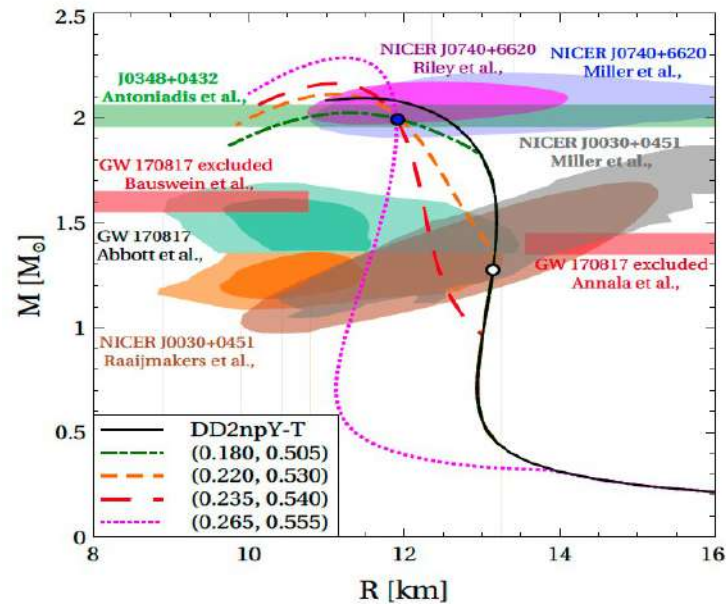 2.5
2
1.5
1
0.5
0
M [M⊙]
NICER J0740+6620
Riley et al.,
NICER J0740+6620
Miller et al.,
J0348+0432
Antoniadis et al.,
NICER J0030+0451
Miller et al.,
GW 170817 excluded
Bauswein et al.,
GW 170817
Abbott et al.,
GW 170817 excluded
Annala et al.,
NICER J0030+0451
Raaijmakers et al.,
DD2npY-T
(0.180, 0.505)
(0.220, 0.530)
(0.235, 0.540)
(0.265, 0.555)
8 10 12 14 16
R [km]